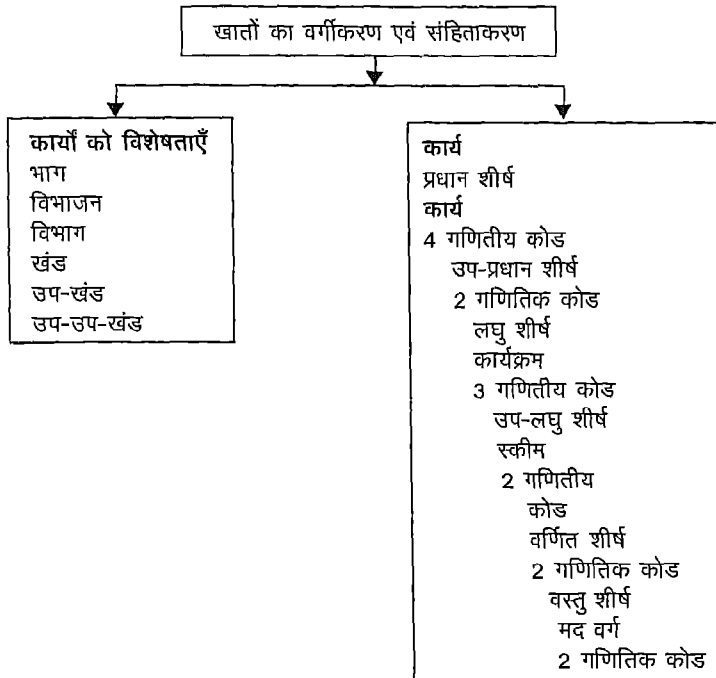 खातों का वर्गीकरण एवं संहिताकरण
कार्यों को विशेषताएँ
भाग
विभाजन
विभाग
खंड
उप-खंड
उप-उप-खंड
कार्य
प्रधान शीर्ष
कार्य
4 गणितीय कोड
उप-प्रधान शीर्ष
2 गणितिक कोड
लघु शीर्ष
कार्यक्रम
3 गणितीय कोड
उप-लघु शीर्ष
स्कीम
2 गणितीय
कोड
वर्णित शीर्ष
2 गणितिक कोड
वस्तु शीर्ष
मद वर्ग
2 गणितिक कोड